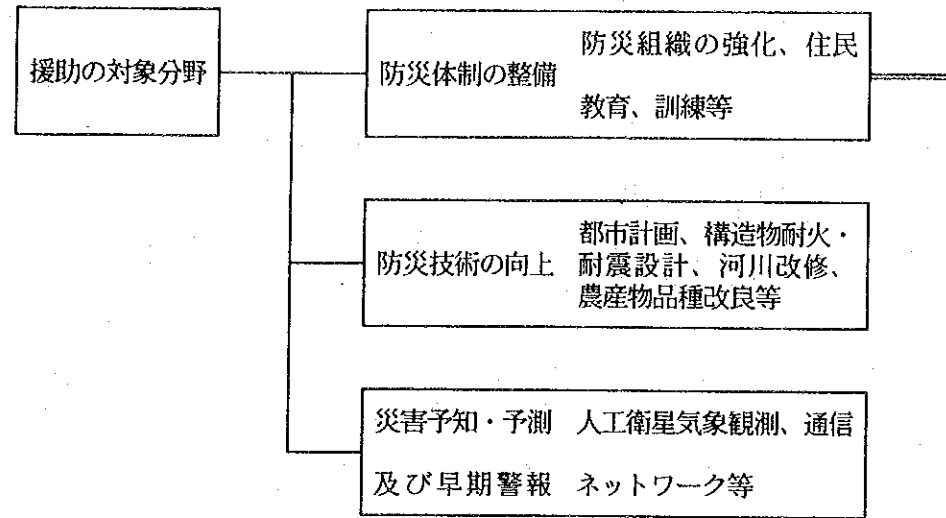 援助の対象分野
防災体制の整備
防災組織の強化、住民
教育、訓練等
防災技術の向上
都市計画、構造物耐火・
耐震設計、河川改修、
農産物品種改良等
災害予知・予測
及び早期警報
人工衛星気象観測、通信
ネットワーク等